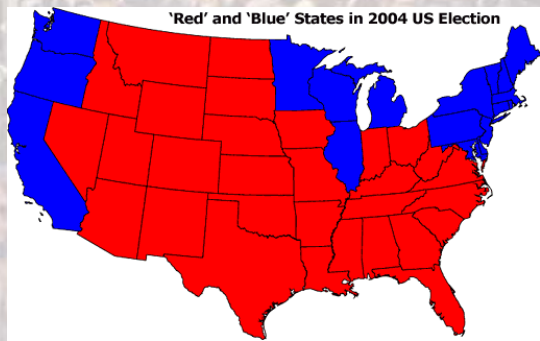 ‘Red’ and ‘Blue’ States in 2004 US Election